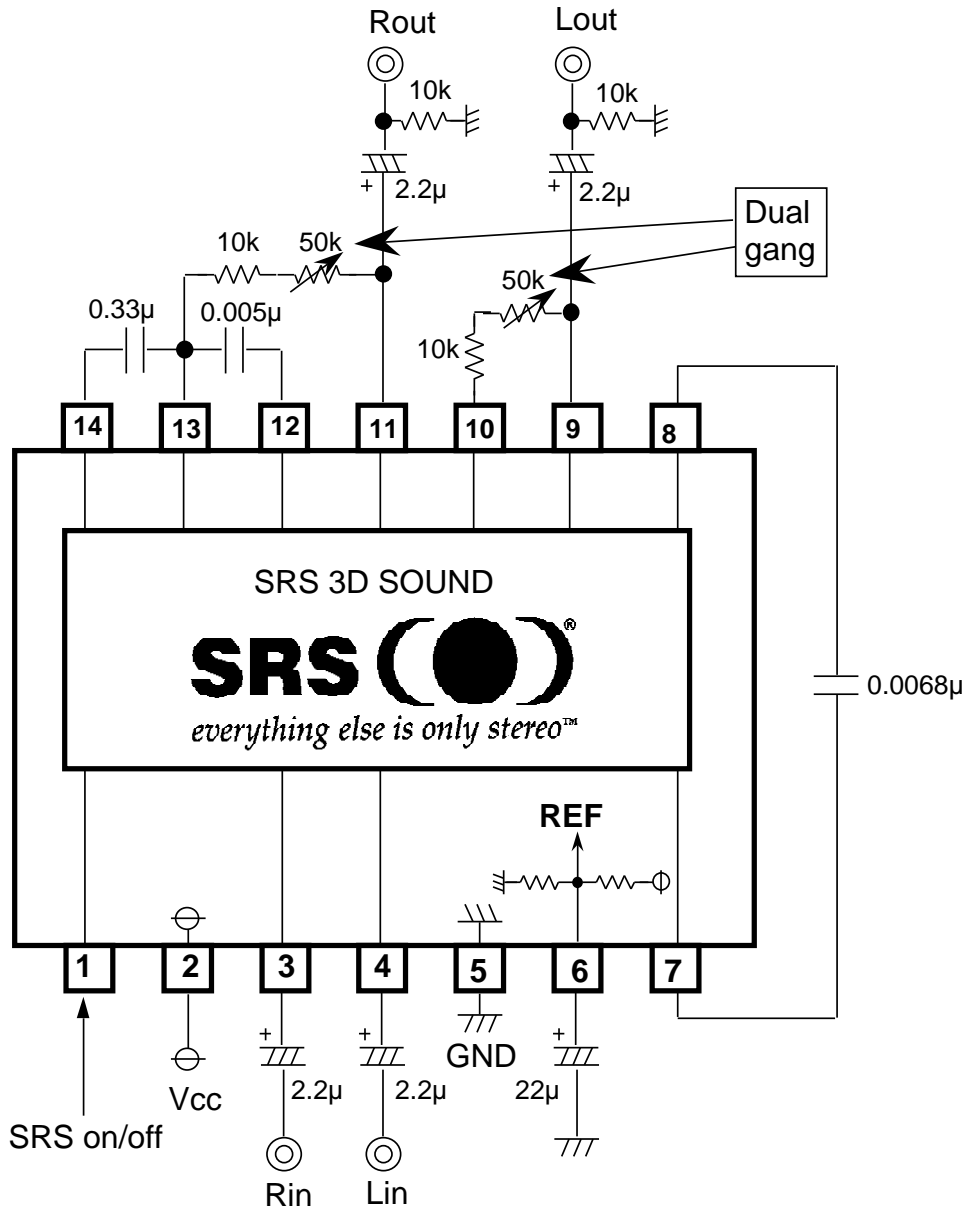 Rout Lout
10k 10k
+ 2.2µ + 2.2µ
Dual
gang
10k 50k
50k
0.33µ 0.005µ
10k
14 13 12 11 10 9 8
SRS 3D SOUND
SRS ®
everything else is only stereo™
0.0068µ
REF
1 2 3 4 5 6 7
+ + +
GND
2.2µ 2.2µ 22µ
Vcc
SRS on/off
Rin Lin